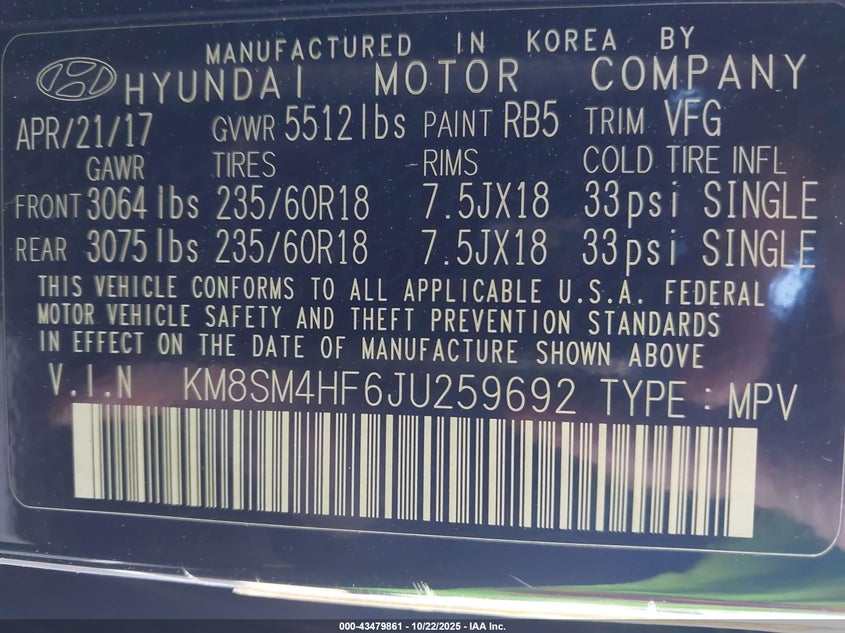 MANUFACTURED IN KOREA BY
HYUNDAI MOTOR COMPANY
APR/21/17 GVWR 5512lbs PAINT RB5 TRIM VFG
GAWR TIRES RIMS COLD TIRE INFL
FRONT 3064lbs 235/60R18 7.5JX18 33psi SINGLE
REAR 3075lbs 235/60R18 7.5JX18 33psi SINGLE
THIS VEHICLE CONFORMS TO ALL APPLICABLE U.S.A. FEDERAL
MOTOR VEHICLE SAFETY AND THEFT PREVENTION STANDARDS
IN EFFECT ON THE DATE OF MANUFACTURE SHOWN ABOVE
V.I.N KM8SM4HF6JU259692 TYPE : MPV
000-43479861 - 10/22/2025 - IAA Inc.